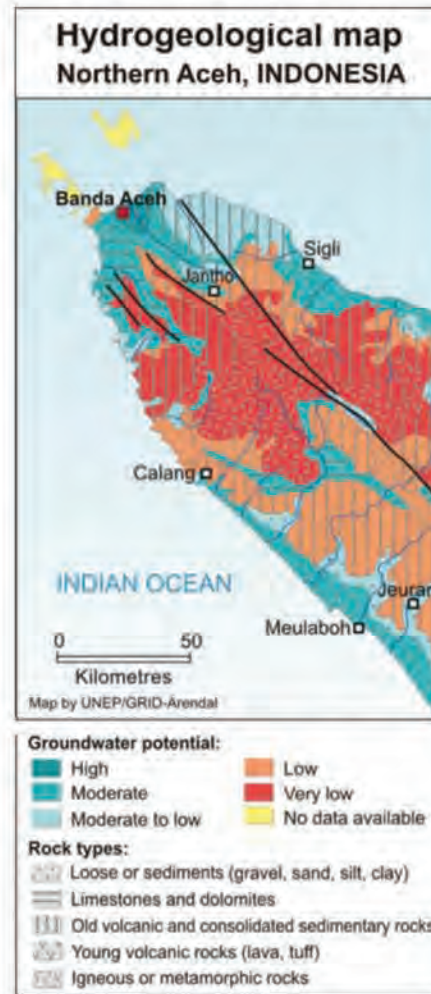 Hydrogeological map
Northern Aceh, INDONESIA
Banda Aceh
Sigli
Jantho
Calang
INDIAN OCEAN
Jeuram
Meulaboh
0 50
Kilometres
Map by UNEP/GRID-Arendal
Groundwater potential:
High
Low
Moderate
Very low
Moderate to low
No data available
Rock types:
Loose or sediments (gravel, sand, silt, clay)
Limestones and dolomites
Old volcanic and consolidated sedimentary rocks
Young volcanic rocks (lava, tuff)
Igneous or metamorphic rocks